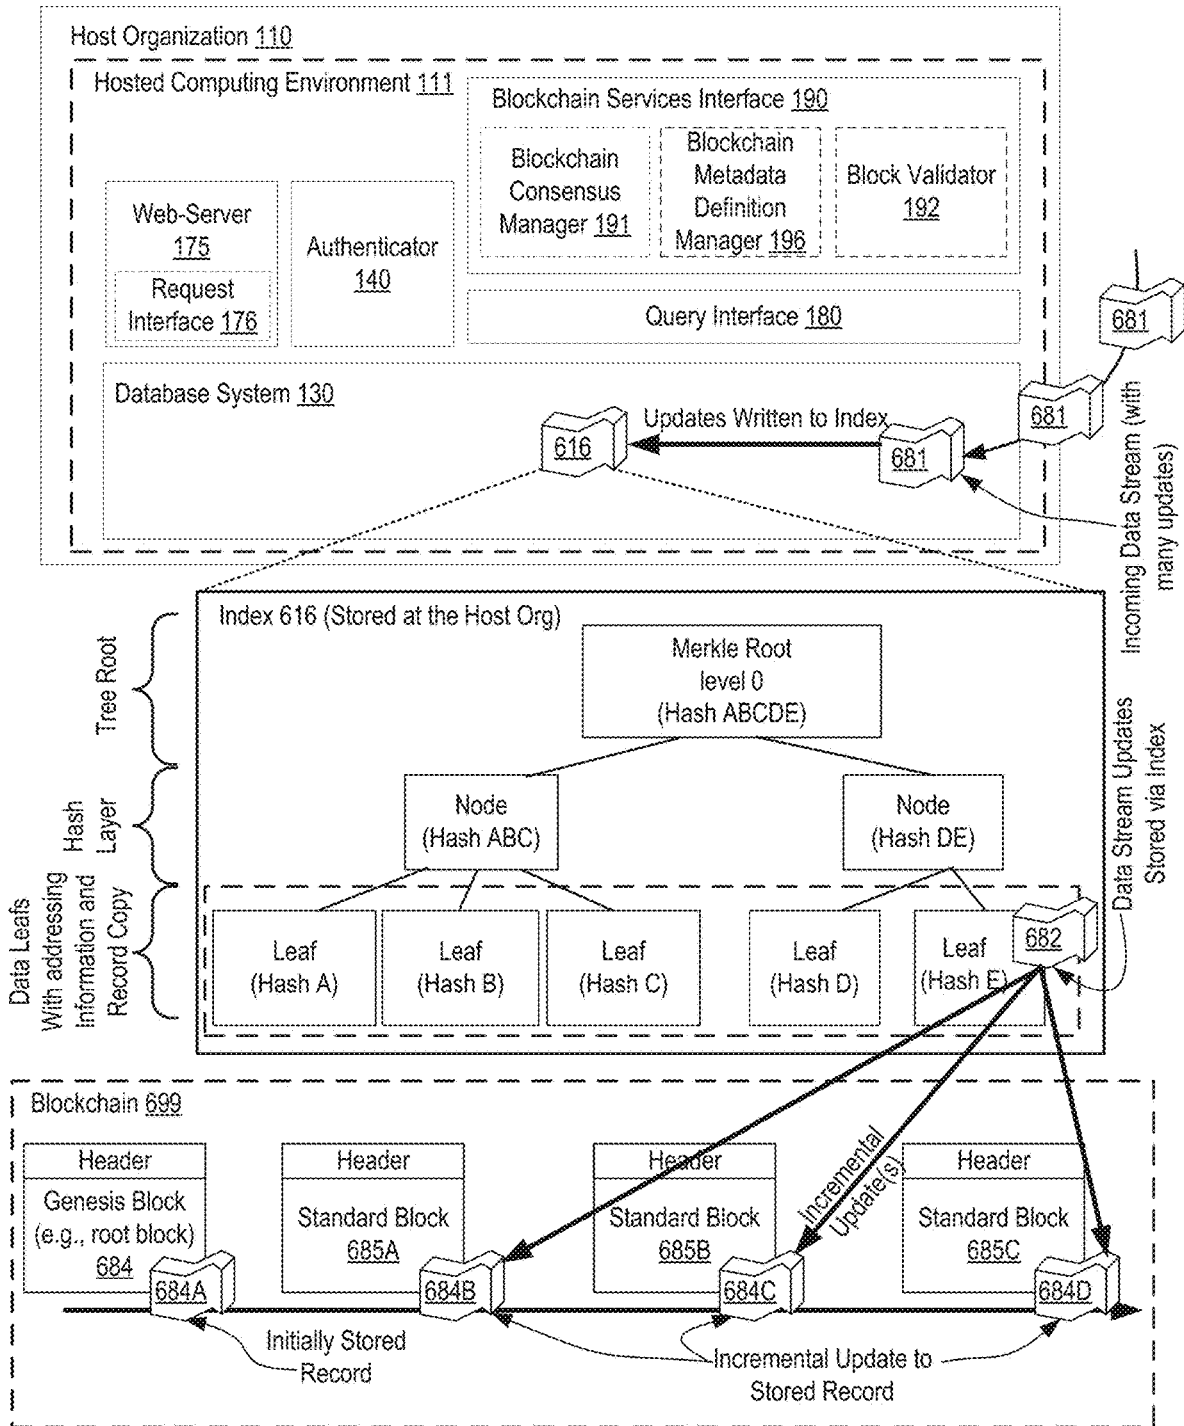 Host Organization 110
Hosted Computing Environment 111
Blockchain Services Interface 190
Blockchain
Consensus
Manager 191
Blockchain
Metadata
Definition
Manager 196
Block Validator
192
Web-Server
175
Request
Interface 176
Authenticator
140
Query Interface 180
681
681
681
Database System 130
Updates Written to Index
616
Incoming Data Stream (with
many updates)
Index 616 (Stored at the Host Org)
Tree Root
Merkle Root
level 0
(Hash ABCDE)
Hash
Layer
Node
(Hash ABC)
Node
(Hash DE)
Data Stream Updates
Stored via Index
Data Leafs
With addressing
Information and
Record Copy
Leaf
(Hash A)
Leaf
(Hash B)
Leaf
(Hash C)
Leaf
(Hash D)
Leaf
(Hash E)
682
Blockchain 699
Header
Genesis Block
(e.g., root block)
684
684A
Header
Standard Block
685A
684B
Header
Standard Block
685B
684C
Header
Standard Block
685C
684D
Incremental
Update(s)
Initially Stored
Record
Incremental Update to
Stored Record